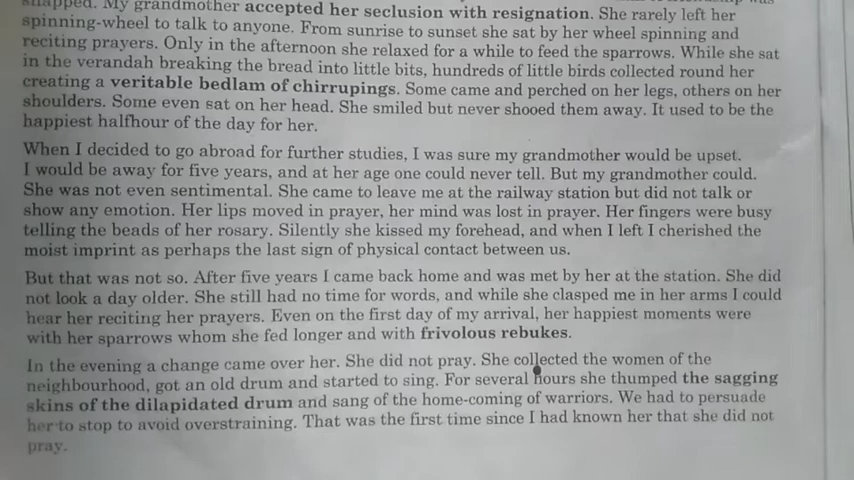 snapped. My grandmother accepted her seclusion with resignation. She rarely left her
spinning-wheel to talk to anyone. From sunrise to sunset she sat by her wheel spinning and
reciting prayers. Only in the afternoon she relaxed for a while to feed the sparrows. While she sat
in the verandah breaking the bread into little bits, hundreds of little birds collected round her
creating a veritable bedlam of chirrupings. Some came and perched on her legs, others on her
shoulders. Some even sat on her head. She smiled but never shooed them away. It used to be the
happiest halfhour of the day for her.
When I decided to go abroad for further studies, I was sure my grandmother would be upset.
I would be away for five years, and at her age one could never tell. But my grandmother could.
She was not even sentimental. She came to leave me at the railway station but did not talk or
show any emotion. Her lips moved in prayer, her mind was lost in prayer. Her fingers were busy
telling the beads of her rosary. Silently she kissed my forehead, and when I left I cherished the
moist imprint as perhaps the last sign of physical contact between us.
But that was not so. After five years I came back home and was met by her at the station. She did
not look a day older. She still had no time for words, and while she clasped me in her arms I could
hear her reciting her prayers. Even on the first day of my arrival, her happiest moments were
with her sparrows whom she fed longer and with frivolous rebukes.
In the evening a change came over her. She did not pray. She collected the women of the
neighbourhood, got an old drum and started to sing. For several hours she thumped the sagging
skins of the dilapidated drum and sang of the home-coming of warriors. We had to persuade
her to stop to avoid overstraining. That was the first time since I had known her that she did not
pray.